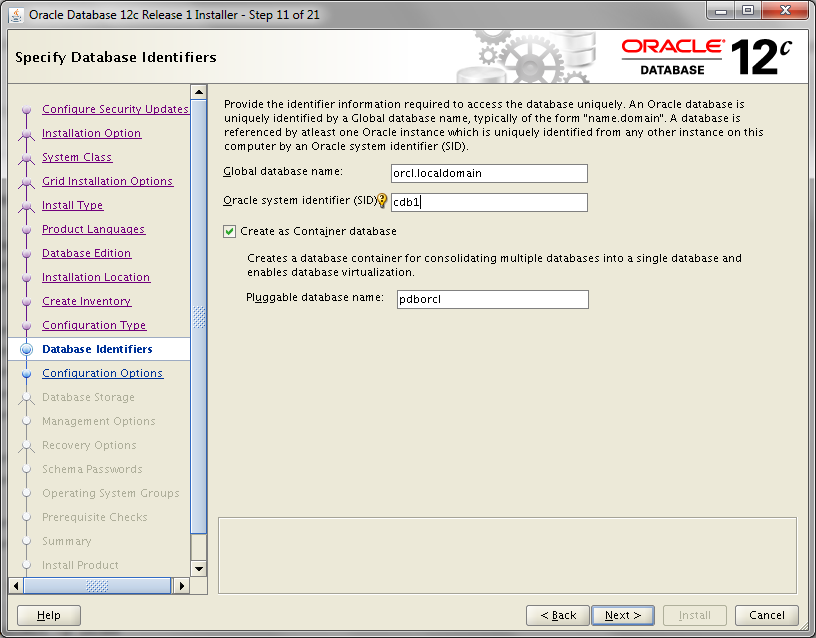 Oracle Database 12c Release 1 Installer - Step 11 of 21
Specify Database Identifiers
ORACLE®
DATABASE
12c
Configure Security Updates
Installation Option
System Class
Grid Installation Options
Install Type
Product Languages
Database Edition
Installation Location
Create Inventory
Configuration Type
Database Identifiers
Configuration Options
Database Storage
Management Options
Recovery Options
Schema Passwords
Operating System Groups
Prerequisite Checks
Summary
Install Product
Provide the identifier information required to access the database uniquely. An Oracle database is
uniquely identified by a Global database name, typically of the form "name.domain". A database is
referenced by atleast one Oracle instance which is uniquely identified from any other instance on this
computer by an Oracle system identifier (SID).
Global database name: orcl.localdomain
Oracle system identifier (SID) cdb1
Create as Container database
Creates a database container for consolidating multiple databases into a single database and
enables database virtualization.
Pluggable database name: pdborcl
Help < Back Next > Install Cancel